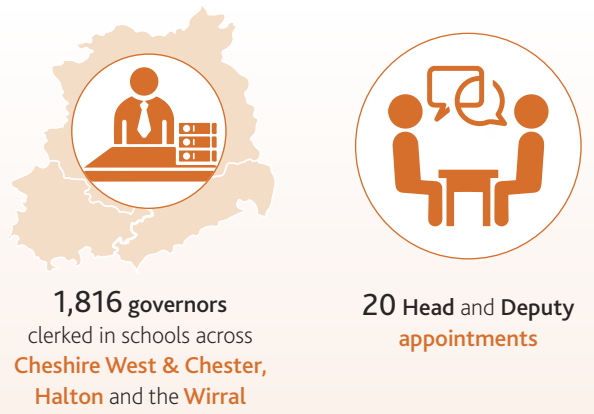 1,816 governors
clerked in schools across
Cheshire West & Chester,
Halton and the Wirral
20 Head and Deputy
appointments